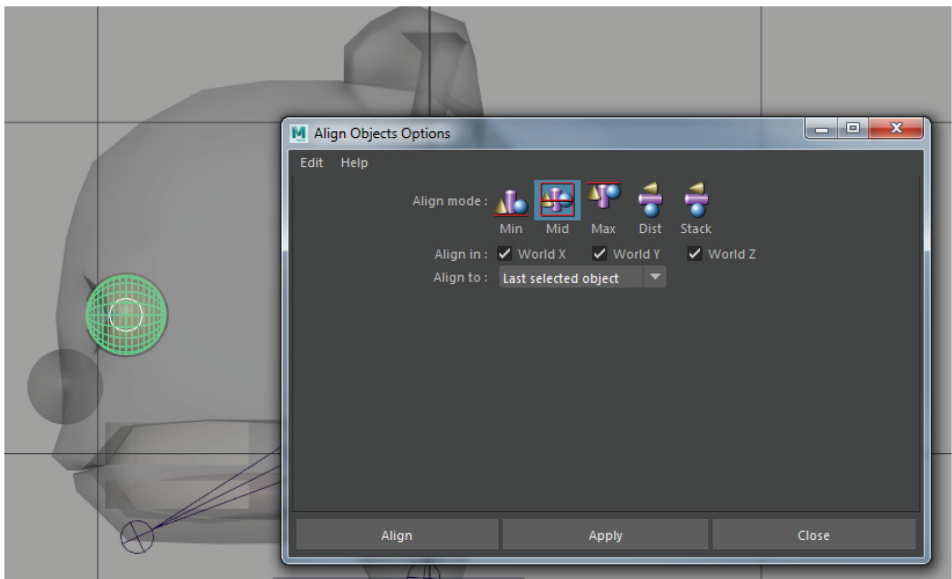 Align Objects Options
Edit Help
Align mode :
Min Mid Max Dist Stack
Align in : World X World Y World Z
Align to : Last selected object
Align Apply Close